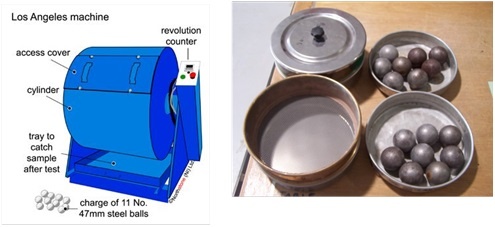 Los Angeles machine
revolution
counter
access cover
cylinder
tray to
catch
sample
after test
charge of 11 No.
47mm steel balls